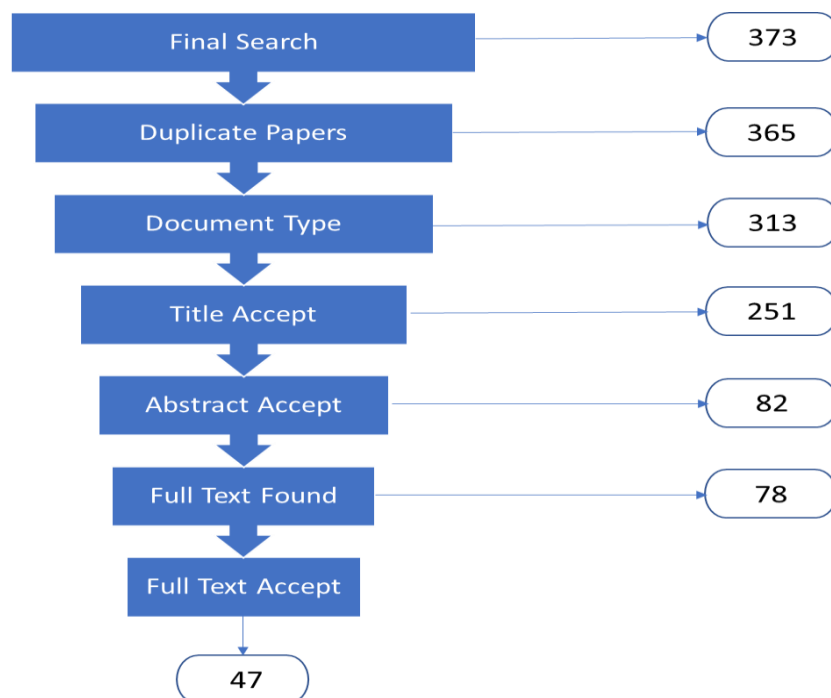 Final Search
373
Duplicate Papers
365
Document Type
313
Title Accept
251
Abstract Accept
82
Full Text Found
78
Full Text Accept
47